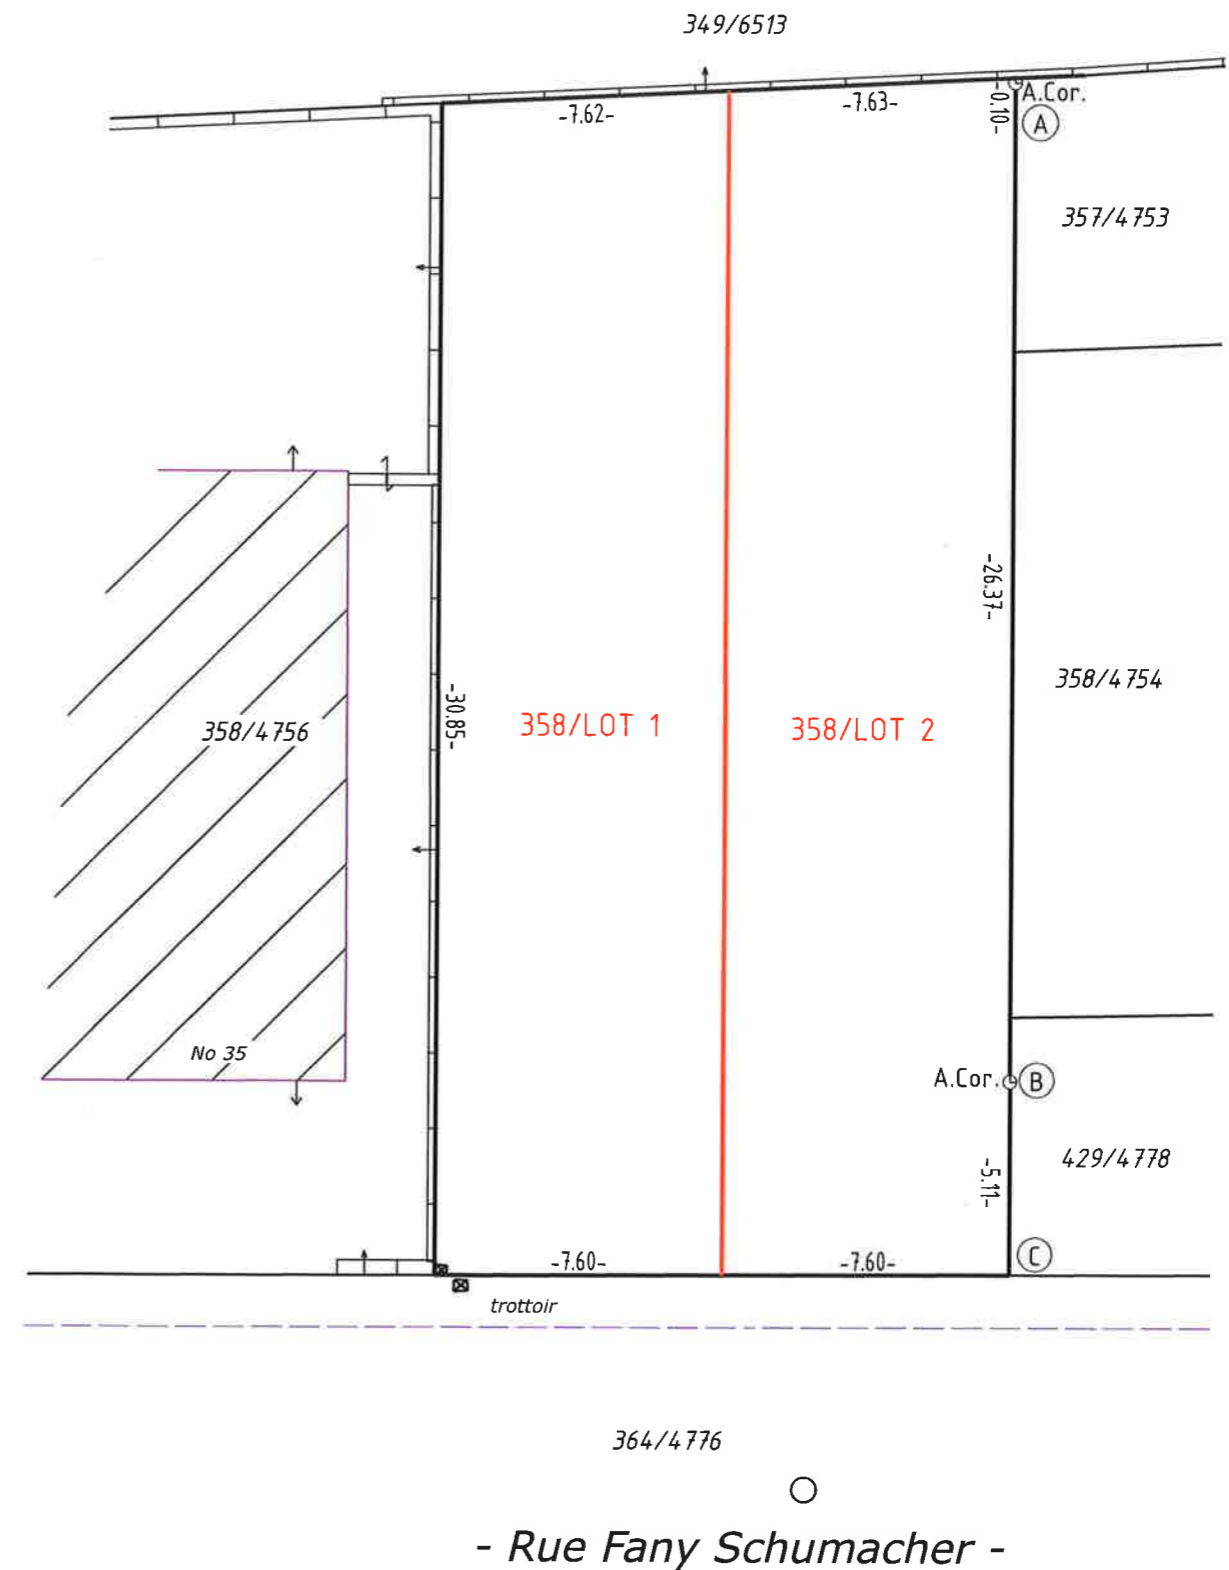 349/6513
-7.62-
-7.63-
-0.10-
A.Cor.
A
357/4753
-26.37-
358/4754
-30.85-
358/4756
358/LOT 1
358/LOT 2
No 35
A.Cor.
B
-5.11-
429/4778
C
-7.60-
-7.60-
trottoir
364/4776
- Rue Fany Schumacher -